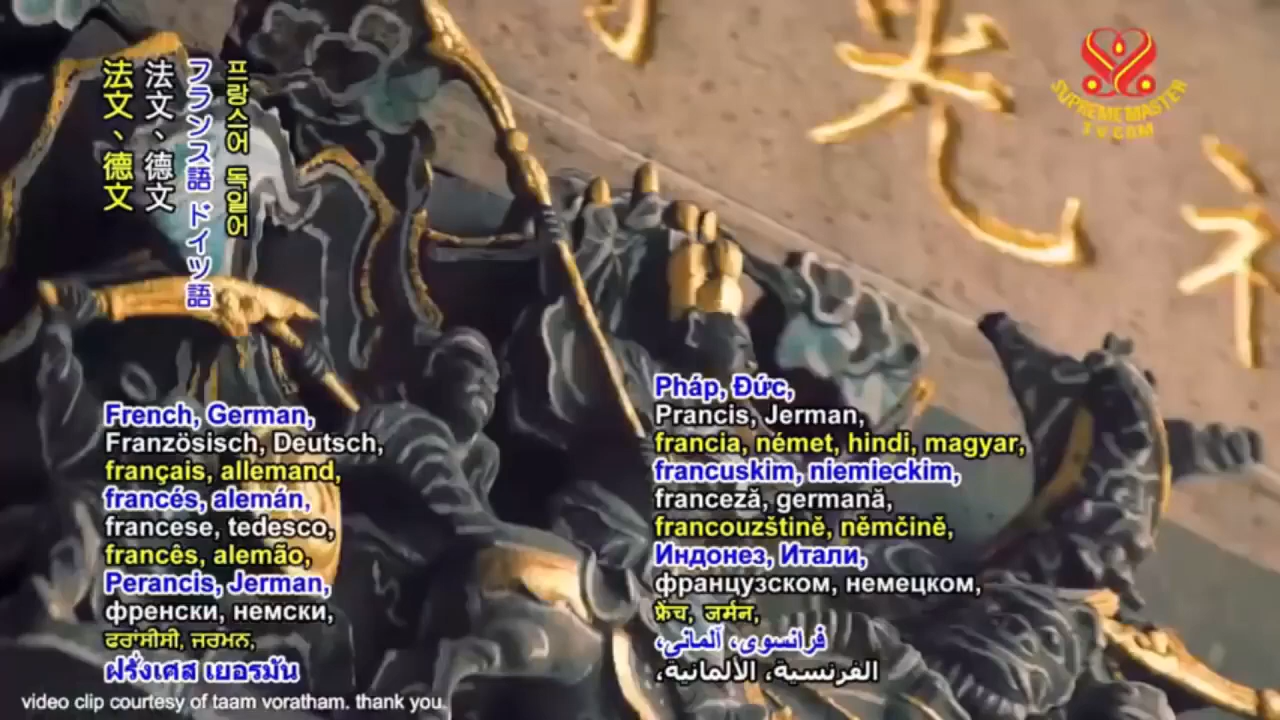 法文、德文
法文、德文
フランス語 ドイツ語
프랑스어 독일어
SUPREME MASTER
TV.COM
French, German,
Französisch, Deutsch,
français, allemand,
francés, alemán,
francese, tedesco,
francês, alemão,
Perancis, Jerman,
френски, немски,
ਫਰਾਂਸੀਸੀ, ਜਰਮਨ,
ฝรั่งเศส เยอรมัน
Pháp, Đức,
Prancis, Jerman,
francia, német, hindi, magyar,
francuskim, niemieckim,
franceză, germană,
francouzštině, němčině,
Индонез, Итали,
французском, немецком,
फ्रेंच, जर्मन,
فرانسوی، آلمانی،
الفرنسية، الألمانية،
video clip courtesy of taam voratham. thank you.